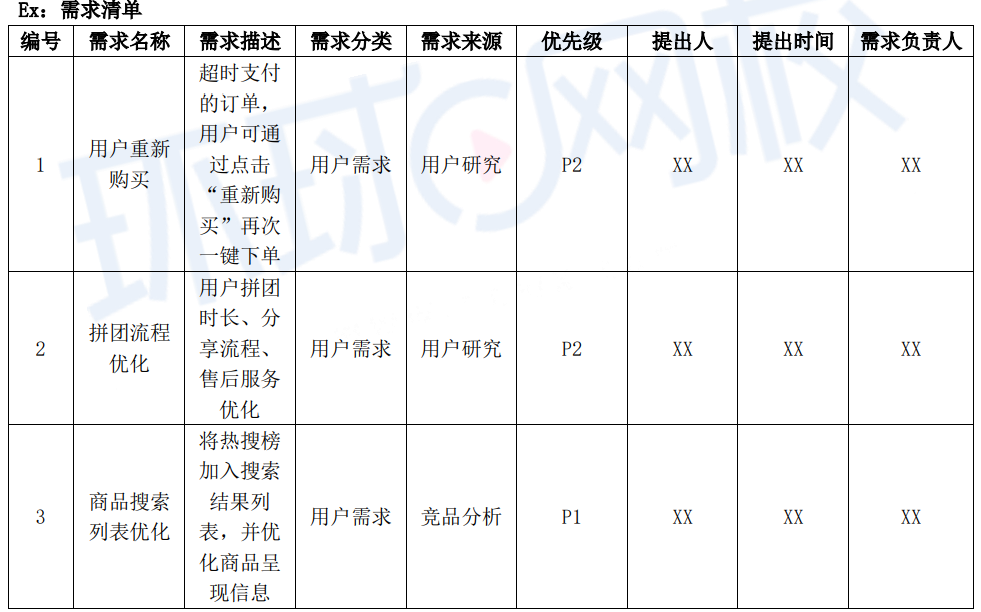 Ex: 需求清单
编号 需求名称 需求描述 需求分类 需求来源 优先级 提出人 提出时间 需求负责人
1 用户重新
购买 超时支付
的订单，
用户可通
过点击
“重新购
买”再次
一键下单 用户需求 用户研究 P2 XX XX XX
2 拼团流程
优化 用户拼团
时长、分
享流程、
售后服务
优化 用户需求 用户研究 P2 XX XX XX
3 商品搜索
列表优化 将热搜榜
加入搜索
结果列
表，并优
化商品呈
现信息 用户需求 竞品分析 P1 XX XX XX
环球网校